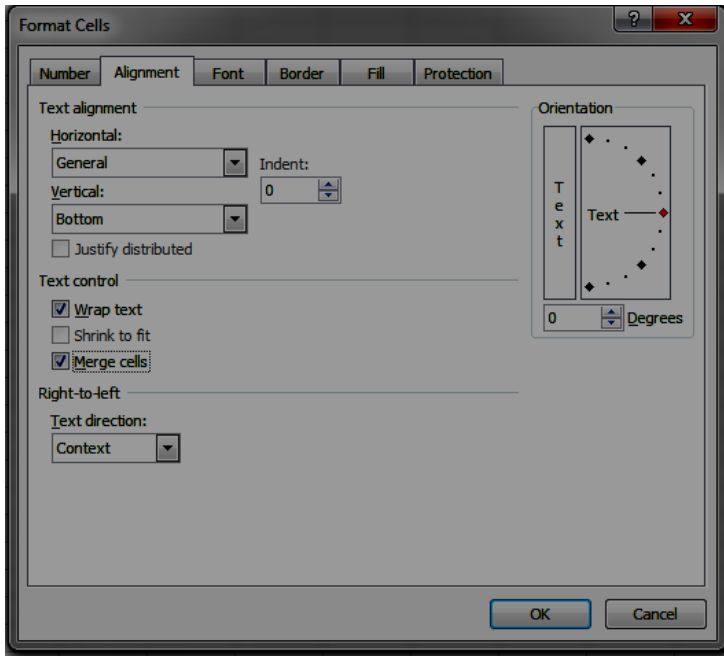 Format Cells
?
X
Number Alignment Font Border Fill Protection
Text alignment
Horizontal:
General
Indent:
0
Vertical:
Bottom
Justify distributed
Text control
Wrap text
Shrink to fit
Merge cells
Right-to-left
Text direction:
Context
Orientation
Text
Text
0 Degrees
OK Cancel